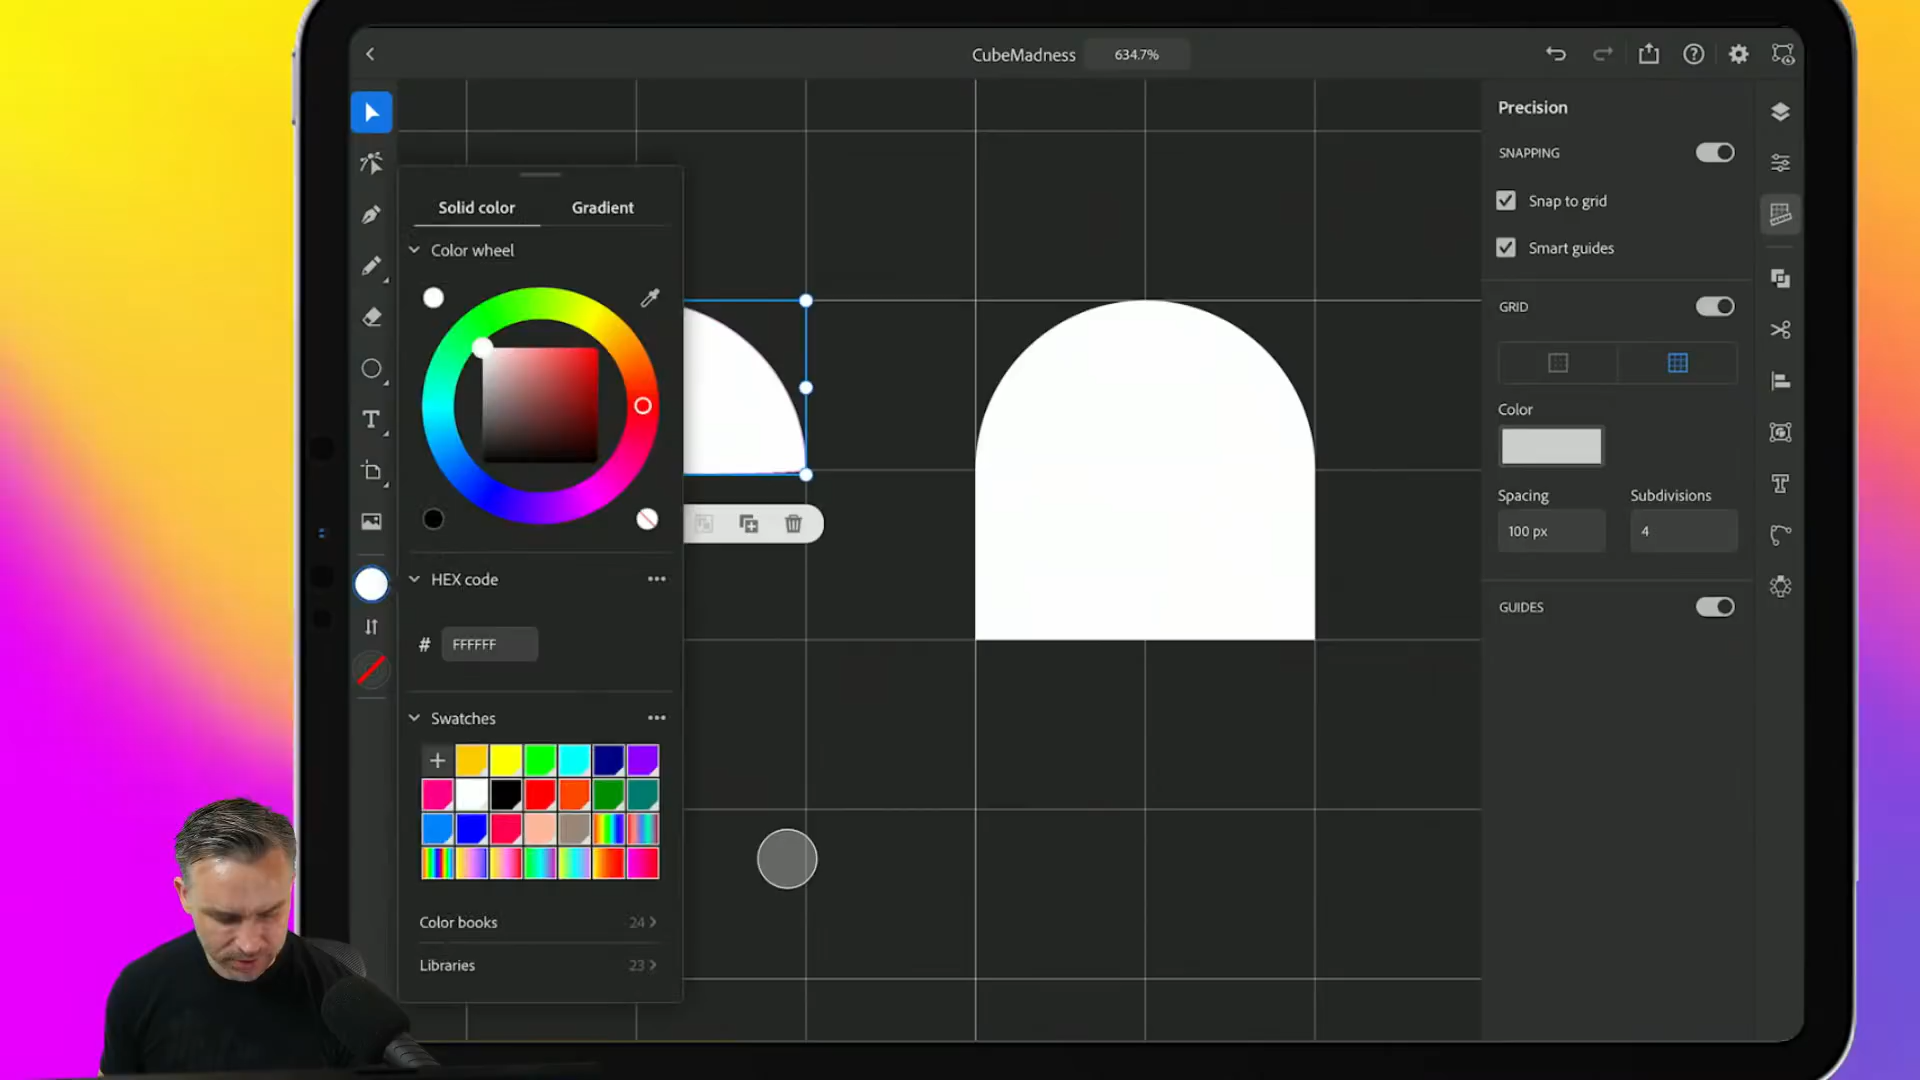 CubeMadness 634.7%
Solid color Gradient
Color wheel
HEX code
# FFFFFF
Swatches
Color books 24
Libraries 23
Precision
SNAPPING
Snap to grid
Smart guides
GRID
Color
Spacing Subdivisions
100 px 4
GUIDES